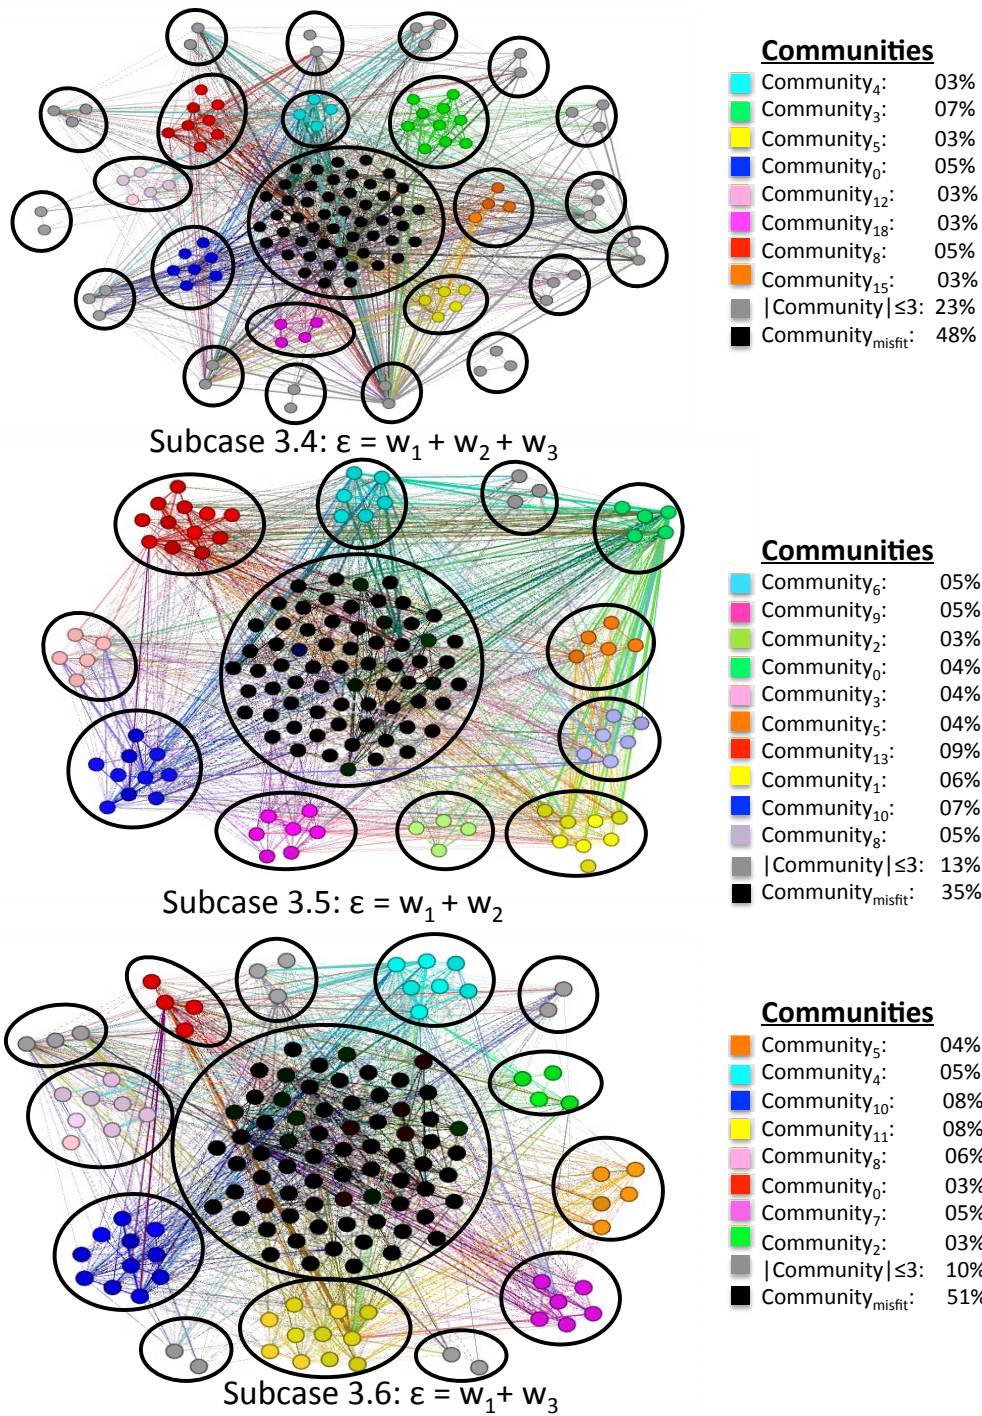 Communities
Community₄: 03%
Community₃: 07%
Community₅: 03%
Community₀: 05%
Community₁₂: 03%
Community₁₈: 03%
Community₈: 05%
Community₁₅: 03%
|Community|≤3: 23%
Community_misfit: 48%
Subcase 3.4: ε = w₁ + w₂ + w₃
Communities
Community₆: 05%
Community₉: 05%
Community₂: 03%
Community₀: 04%
Community₃: 04%
Community₅: 04%
Community₁₃: 09%
Community₁: 06%
Community₁₀: 07%
Community₈: 05%
|Community|≤3: 13%
Community_misfit: 35%
Subcase 3.5: ε = w₁ + w₂
Communities
Community₅: 04%
Community₄: 05%
Community₁₀: 08%
Community₁₁: 08%
Community₈: 06%
Community₀: 03%
Community₇: 05%
Community₂: 03%
|Community|≤3: 10%
Community_misfit: 51%
Subcase 3.6: ε = w₁+ w₃